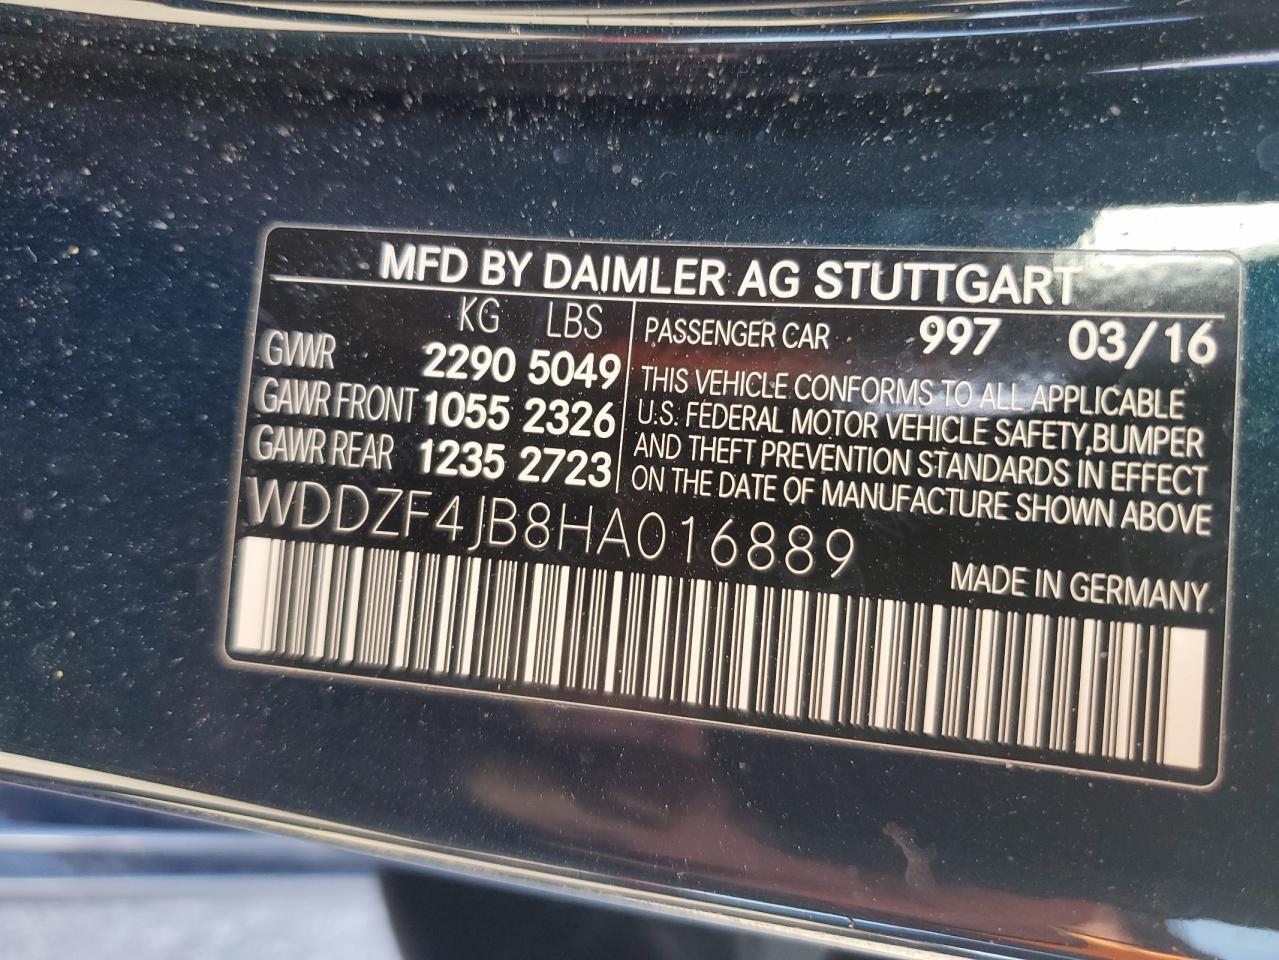 MFD BY DAIMLER AG STUTTGART
KG LBS
GVWR 2290 5049
GAWR FRONT 1055 2326
GAWR REAR 1235 2723
PASSENGER CAR 997 03/16
THIS VEHICLE CONFORMS TO ALL APPLICABLE
U.S. FEDERAL MOTOR VEHICLE SAFETY,BUMPER
AND THEFT PREVENTION STANDARDS IN EFFECT
ON THE DATE OF MANUFACTURE SHOWN ABOVE
WDDZF4JB8HA016889
MADE IN GERMANY